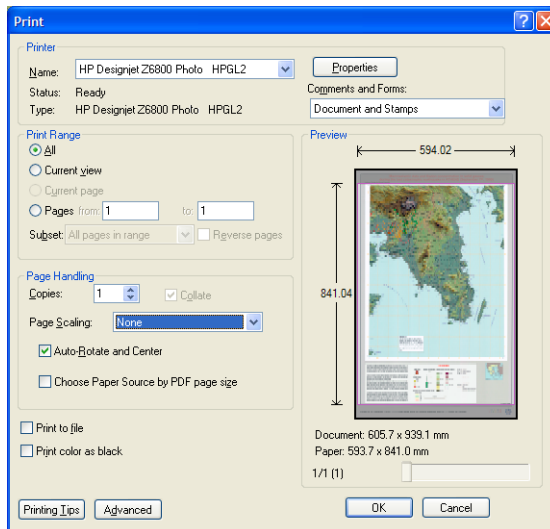 Print
Printer
Name: HP Designjet Z6800 Photo HPGL2
Properties
Status: Ready
Comments and Forms:
Type: HP Designjet Z6800 Photo HPGL2
Document and Stamps
Print Range
All
Current view
Current page
Pages from: 1 to: 1
Subset: All pages in range Reverse pages
Page Handling
Copies: 1 Collate
Page Scaling: None
Auto-Rotate and Center
Choose Paper Source by PDF page size
Print to file
Print color as black
Preview
594.02
841.04
Document: 605.7 x 939.1 mm
Paper: 593.7 x 841.0 mm
1/1 (1)
Printing Tips Advanced OK Cancel